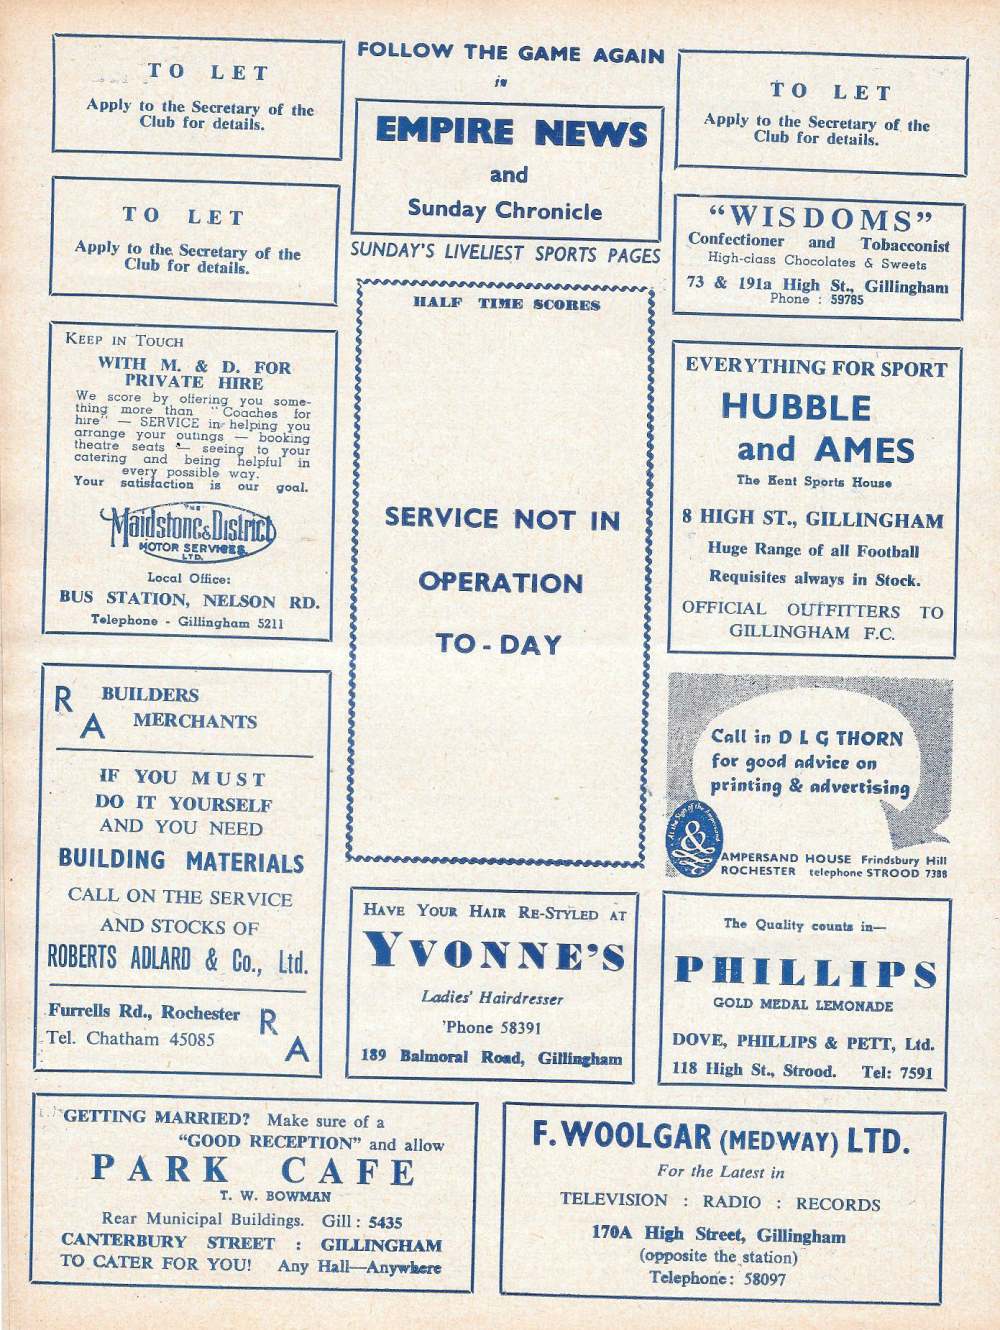 TO LET
Apply to the Secretary of the
Club for details.
TO LET
Apply to the Secretary of the
Club for details.
KEEP IN TOUCH
WITH M. & D. FOR
PRIVATE HIRE
We score by offering you some-
thing more than "Coaches for
hire" — SERVICE in helping you
arrange your outings — booking
theatre seats — seeing to your
catering and being helpful in
every possible way.
Your satisfaction is our goal.
THE
Maidstone & District
MOTOR SERVICES
LTD.
Local Office:
BUS STATION, NELSON RD.
Telephone - Gillingham 5211
R A
BUILDERS
MERCHANTS
IF YOU MUST
DO IT YOURSELF
AND YOU NEED
BUILDING MATERIALS
CALL ON THE SERVICE
AND STOCKS OF
ROBERTS ADLARD & Co., Ltd.
Furrells Rd., Rochester
Tel. Chatham 45085
R A
FOLLOW THE GAME AGAIN
in
EMPIRE NEWS
and
Sunday Chronicle
SUNDAY'S LIVELIEST SPORTS PAGES
HALF TIME SCORES
SERVICE NOT IN
OPERATION
TO-DAY
HAVE YOUR HAIR RE-STYLED AT
YVONNE'S
Ladies' Hairdresser
'Phone 58391
189 Balmoral Road, Gillingham
TO LET
Apply to the Secretary of the
Club for details.
"WISDOMS"
Confectioner and Tobacconist
High-class Chocolates & Sweets
73 & 191a High St., Gillingham
Phone : 59785
EVERYTHING FOR SPORT
HUBBLE
and AMES
The Kent Sports House
8 HIGH ST., GILLINGHAM
Huge Range of all Football
Requisites always in Stock.
OFFICIAL OUTFITTERS TO
GILLINGHAM F.C.
Call in D L G THORN
for good advice on
printing & advertising
At the Sign of the Ampersand
&
AMPERSAND HOUSE Frindsbury Hill
ROCHESTER telephone STROOD 7388
The Quality counts in—
PHILLIPS
GOLD MEDAL LEMONADE
DOVE, PHILLIPS & PETT, Ltd.
118 High St., Strood. Tel: 7591
GETTING MARRIED? Make sure of a
"GOOD RECEPTION" and allow
PARK CAFE
T. W. BOWMAN
Rear Municipal Buildings. Gill : 5435
CANTERBURY STREET : GILLINGHAM
TO CATER FOR YOU! Any Hall—Anywhere
F. WOOLGAR (MEDWAY) LTD.
For the Latest in
TELEVISION : RADIO : RECORDS
170A High Street, Gillingham
(opposite the station)
Telephone: 58097